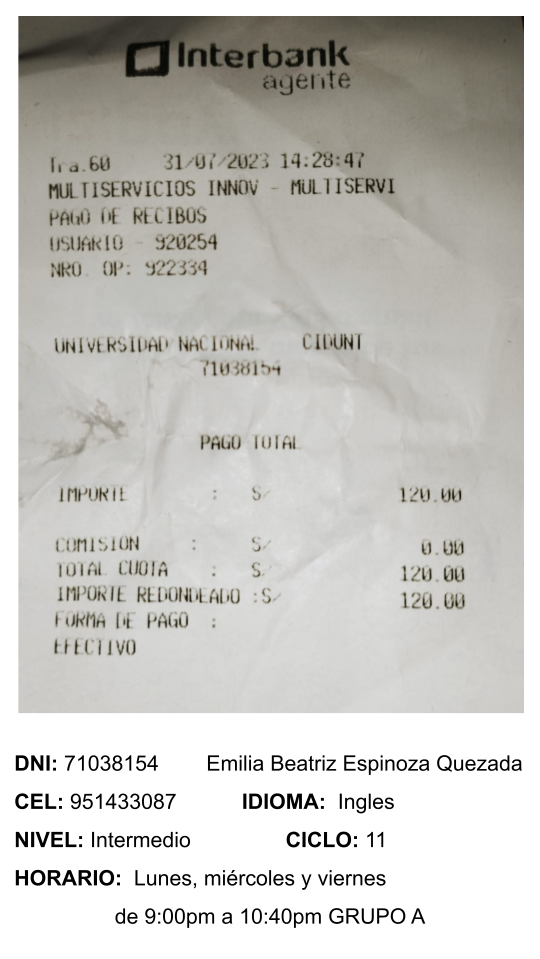 Interbank
agente
Tra.60 31/07/2023 14:28:47
MULTISERVICIOS INNOV - MULTISERVI
PAGO DE RECIBOS
USUARIO - 920254
NRO. OP: 922334
UNIVERSIDAD NACIONAL CIDUNT
71038154
PAGO TOTAL
IMPORTE : S/ 120.00
COMISION : S/ 0.00
TOTAL CUOTA : S/ 120.00
IMPORTE REDONDEADO :S/ 120.00
FORMA DE PAGO :
EFECTIVO
DNI: 71038154 Emilia Beatriz Espinoza Quezada
CEL: 951433087 IDIOMA: Ingles
NIVEL: Intermedio CICLO: 11
HORARIO: Lunes, miércoles y viernes
de 9:00pm a 10:40pm GRUPO A